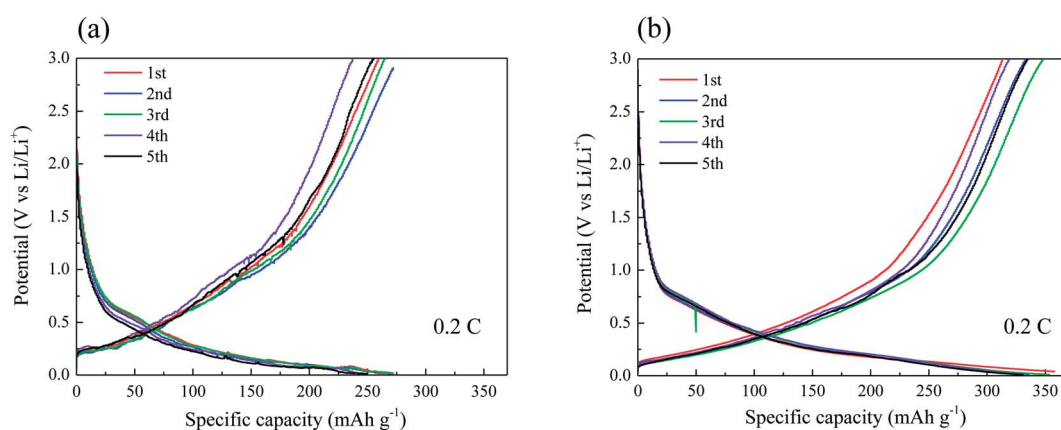 (a)
(b)
3.0
2.5
2.0
1.5
1.0
0.5
0.0
Potential (V vs Li/Li⁺)
1st
2nd
3rd
4th
5th
0.2 C
0 50 100 150 200 250 300 350
Specific capacity (mAh g⁻¹)
3.0
2.5
2.0
1.5
1.0
0.5
0.0
Potential (V vs Li/Li⁺)
1st
2nd
3rd
4th
5th
0.2 C
0 50 100 150 200 250 300 350
Specific capacity (mAh g⁻¹)